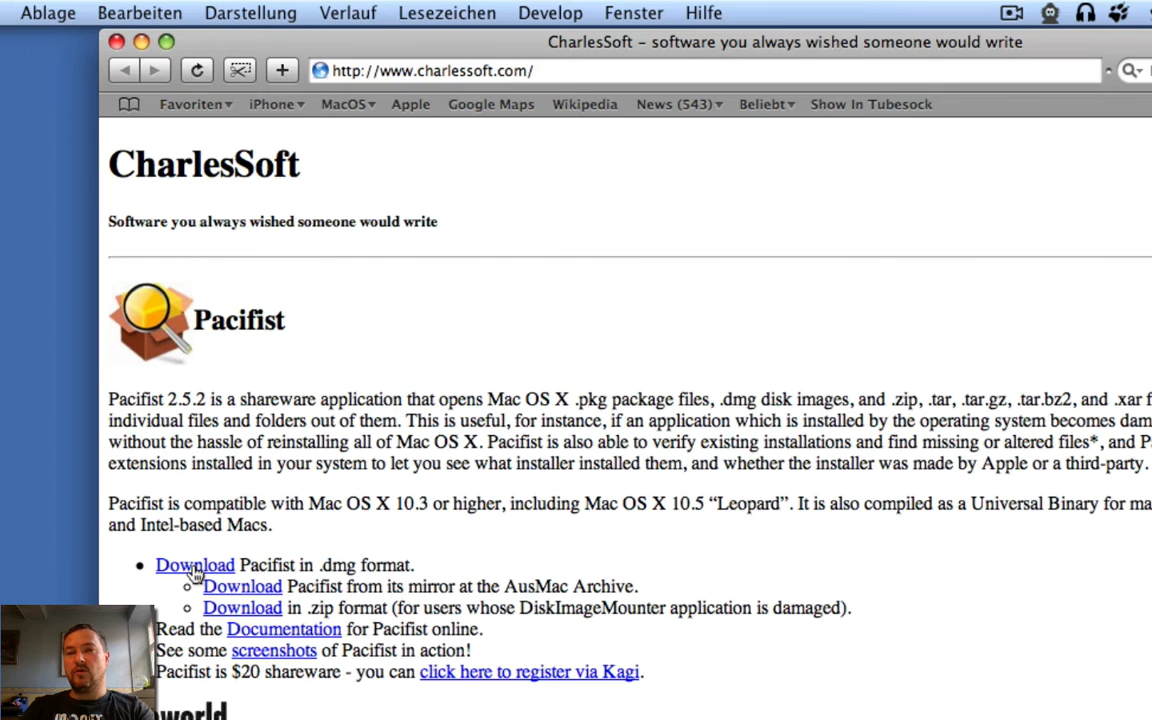 Ablage Bearbeiten Darstellung Verlauf Lesezeichen Develop Fenster Hilfe
CharlesSoft – software you always wished someone would write
http://www.charlessoft.com/
Favoriten iPhone MacOS Apple Google Maps Wikipedia News (543) Beliebt Show In Tubesock
CharlesSoft
Software you always wished someone would write
Pacifist
Pacifist 2.5.2 is a shareware application that opens Mac OS X .pkg package files, .dmg disk images, and .zip, .tar, .tar.gz, .tar.bz2, and .xar f
individual files and folders out of them. This is useful, for instance, if an application which is installed by the operating system becomes dam
without the hassle of reinstalling all of Mac OS X. Pacifist is also able to verify existing installations and find missing or altered files*, and P
extensions installed in your system to let you see what installer installed them, and whether the installer was made by Apple or a third-party.
Pacifist is compatible with Mac OS X 10.3 or higher, including Mac OS X 10.5 “Leopard”. It is also compiled as a Universal Binary for ma
and Intel-based Macs.
Download Pacifist in .dmg format.
Download Pacifist from its mirror at the AusMac Archive.
Download in .zip format (for users whose DiskImageMounter application is damaged).
Read the Documentation for Pacifist online.
See some screenshots of Pacifist in action!
Pacifist is $20 shareware - you can click here to register via Kagi.
world